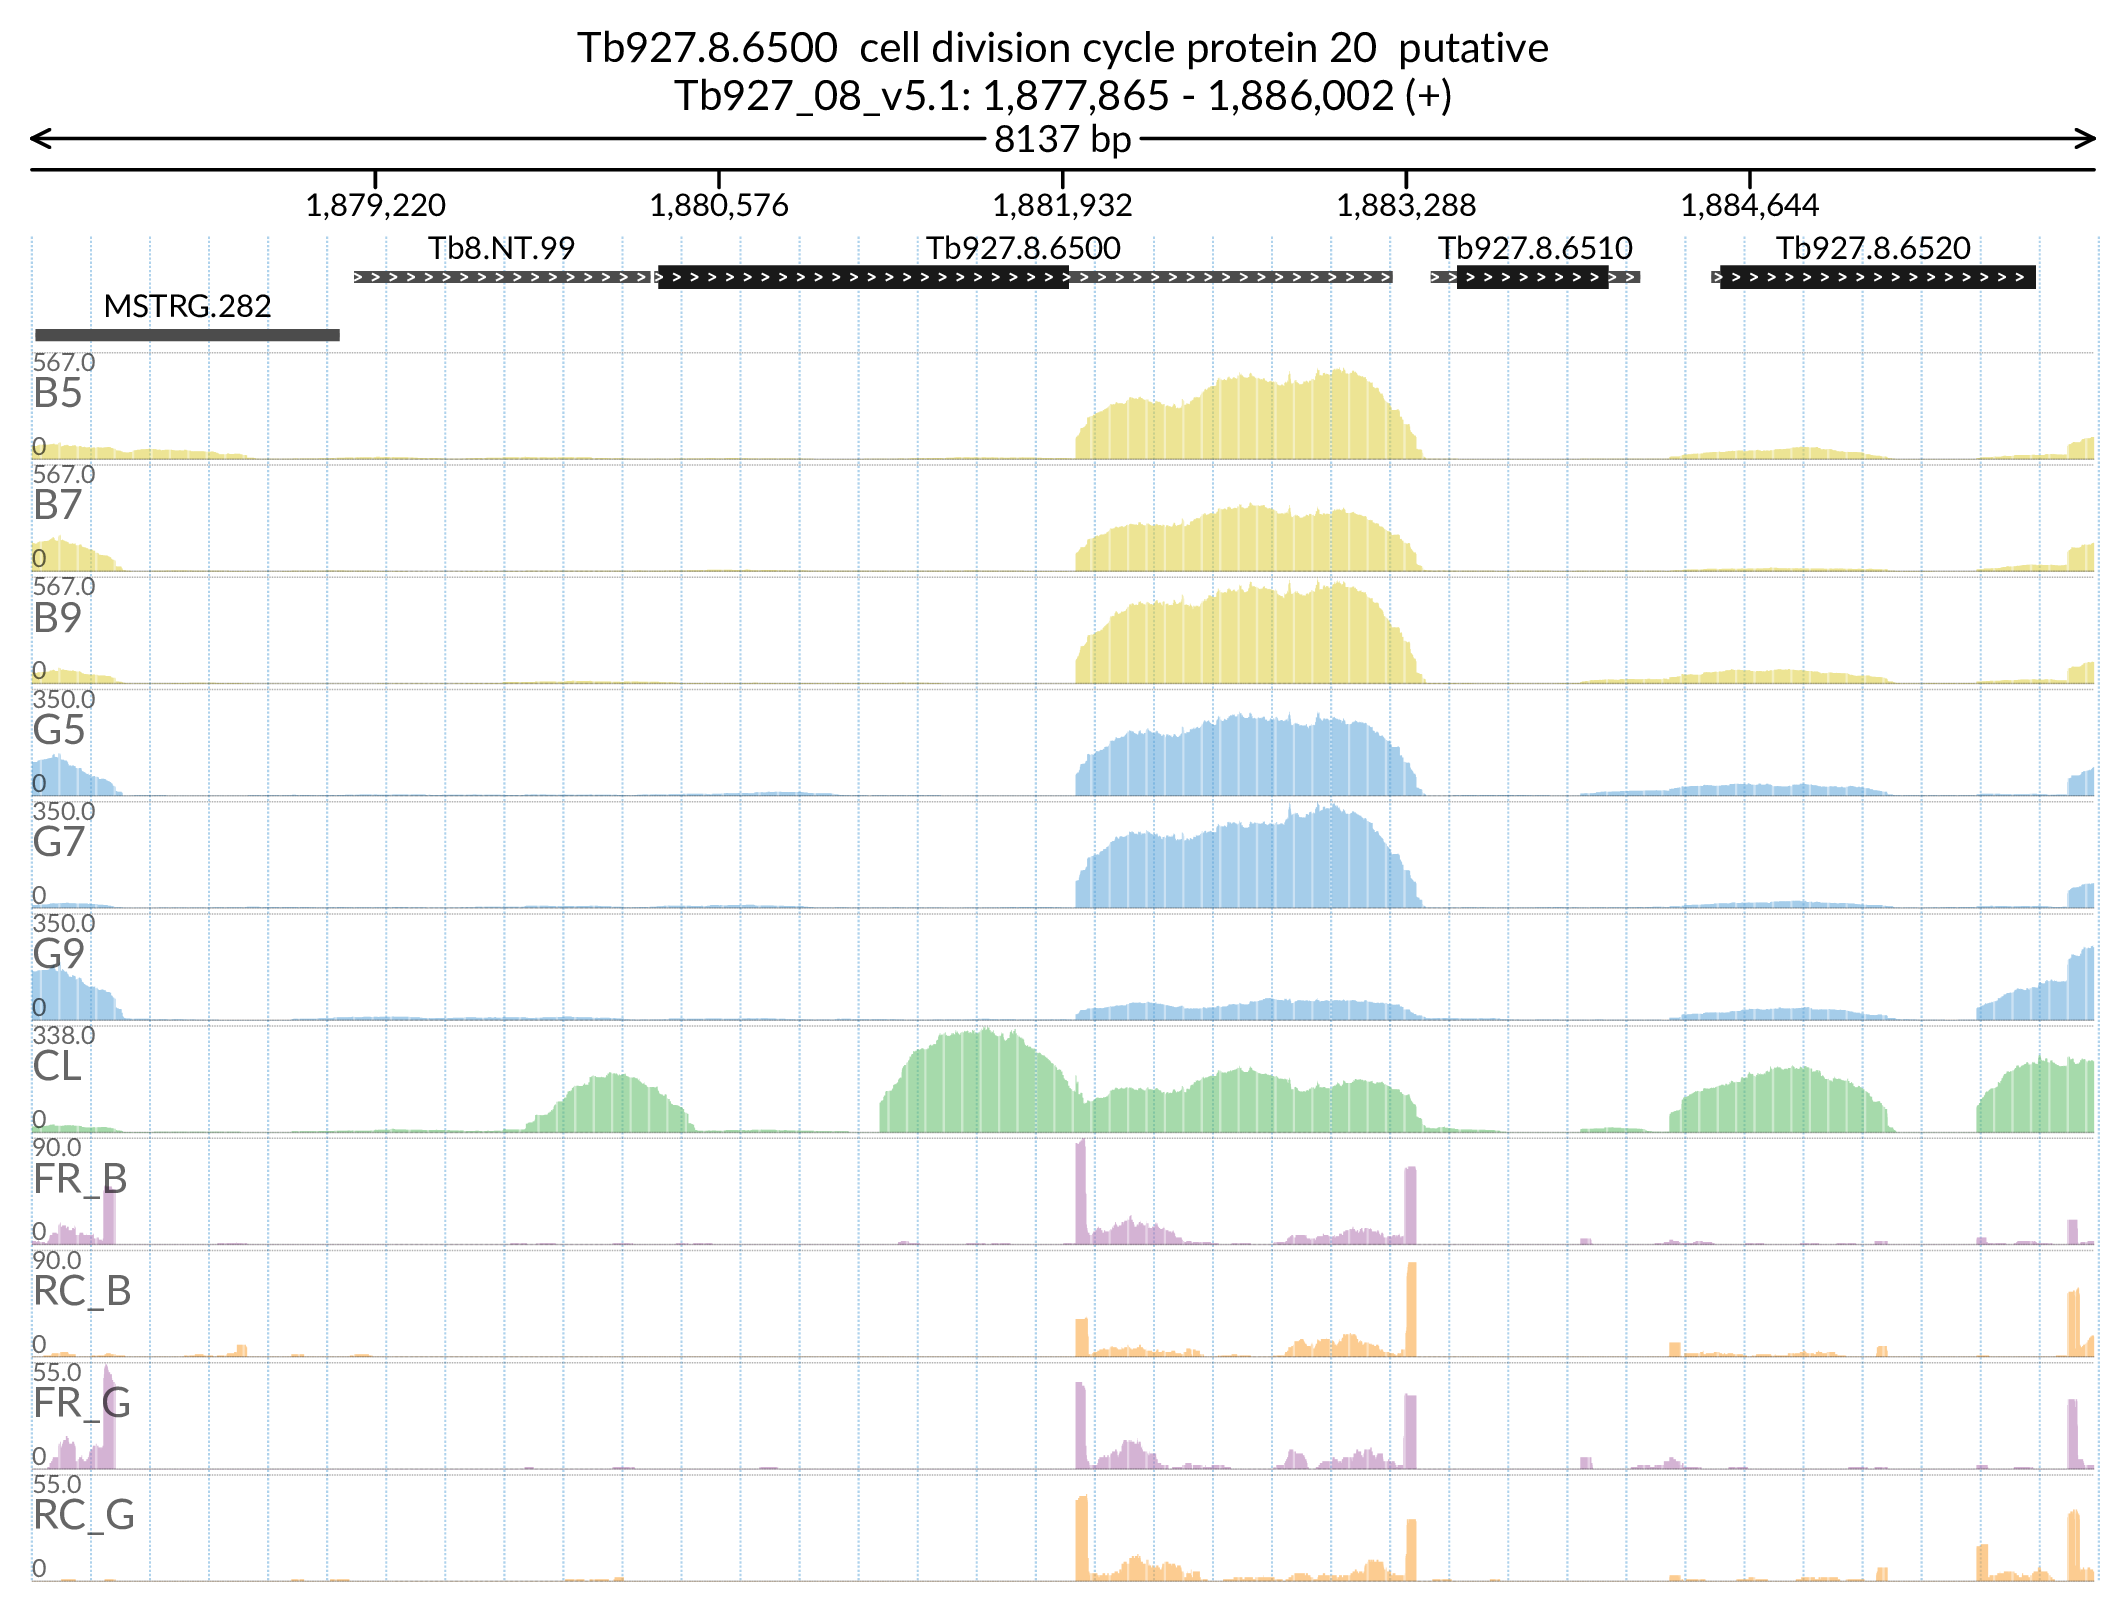 Tb927.8.6500  cell division cycle protein 20  putative
Tb927_08_v5.1: 1,877,865 - 1,886,002 (+)
8137 bp
1,879,220 1,880,576 1,881,932 1,883,288 1,884,644
Tb8.NT.99 Tb927.8.6500 Tb927.8.6510 Tb927.8.6520
MSTRG.282
567.0
B5
0
567.0
B7
0
567.0
B9
0
350.0
G5
0
350.0
G7
0
350.0
G9
0
338.0
CL
0
90.0
FR_B
0
90.0
RC_B
0
55.0
FR_G
0
55.0
RC_G
0